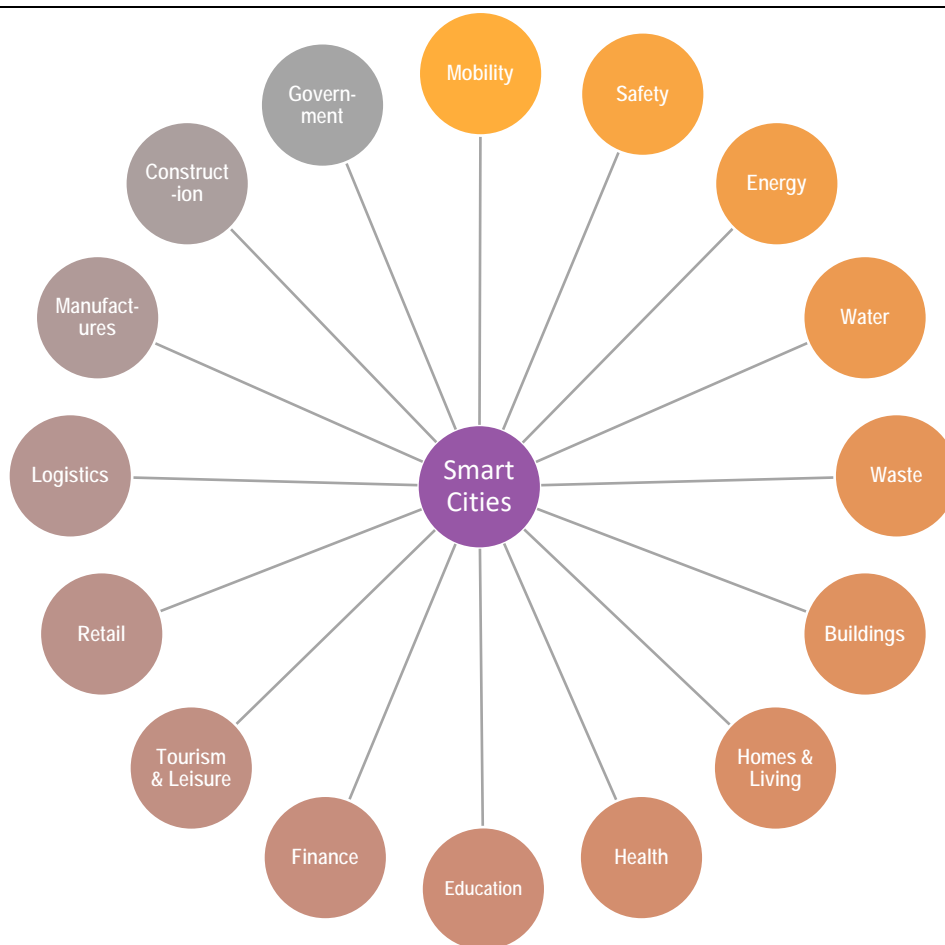 Mobility
Safety
Energy
Water
Waste
Buildings
Homes &
Living
Health
Education
Finance
Tourism
& Leisure
Retail
Logistics
Manufact-
ures
Construct
-ion
Govern-
ment
Smart
Cities